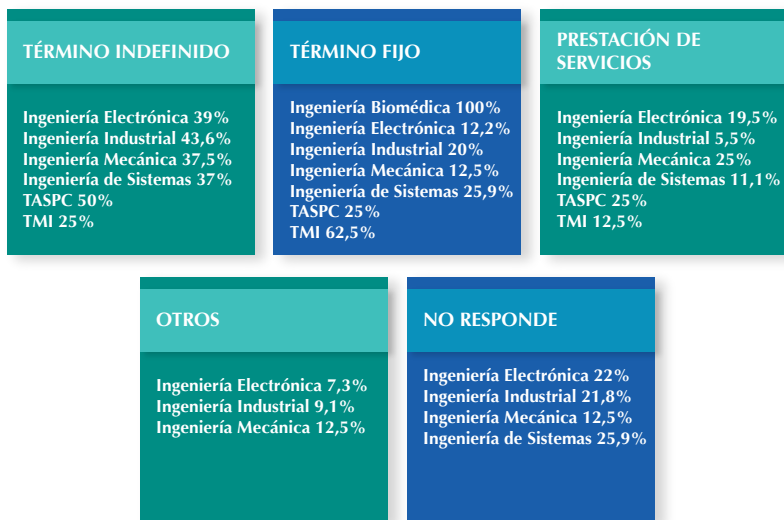 TÉRMINO INDEFINIDO
Ingeniería Electrónica 39%
Ingeniería Industrial 43,6%
Ingeniería Mecánica 37,5%
Ingeniería de Sistemas 37%
TASPC 50%
TMI 25%
TÉRMINO FIJO
Ingeniería Biomédica 100%
Ingeniería Electrónica 12,2%
Ingeniería Industrial 20%
Ingeniería Mecánica 12,5%
Ingeniería de Sistemas 25,9%
TASPC 25%
TMI 62,5%
PRESTACIÓN DE
SERVICIOS
Ingeniería Electrónica 19,5%
Ingeniería Industrial 5,5%
Ingeniería Mecánica 25%
Ingeniería de Sistemas 11,1%
TASPC 25%
TMI 12,5%
OTROS
Ingeniería Electrónica 7,3%
Ingeniería Industrial 9,1%
Ingeniería Mecánica 12,5%
NO RESPONDE
Ingeniería Electrónica 22%
Ingeniería Industrial 21,8%
Ingeniería Mecánica 12,5%
Ingeniería de Sistemas 25,9%